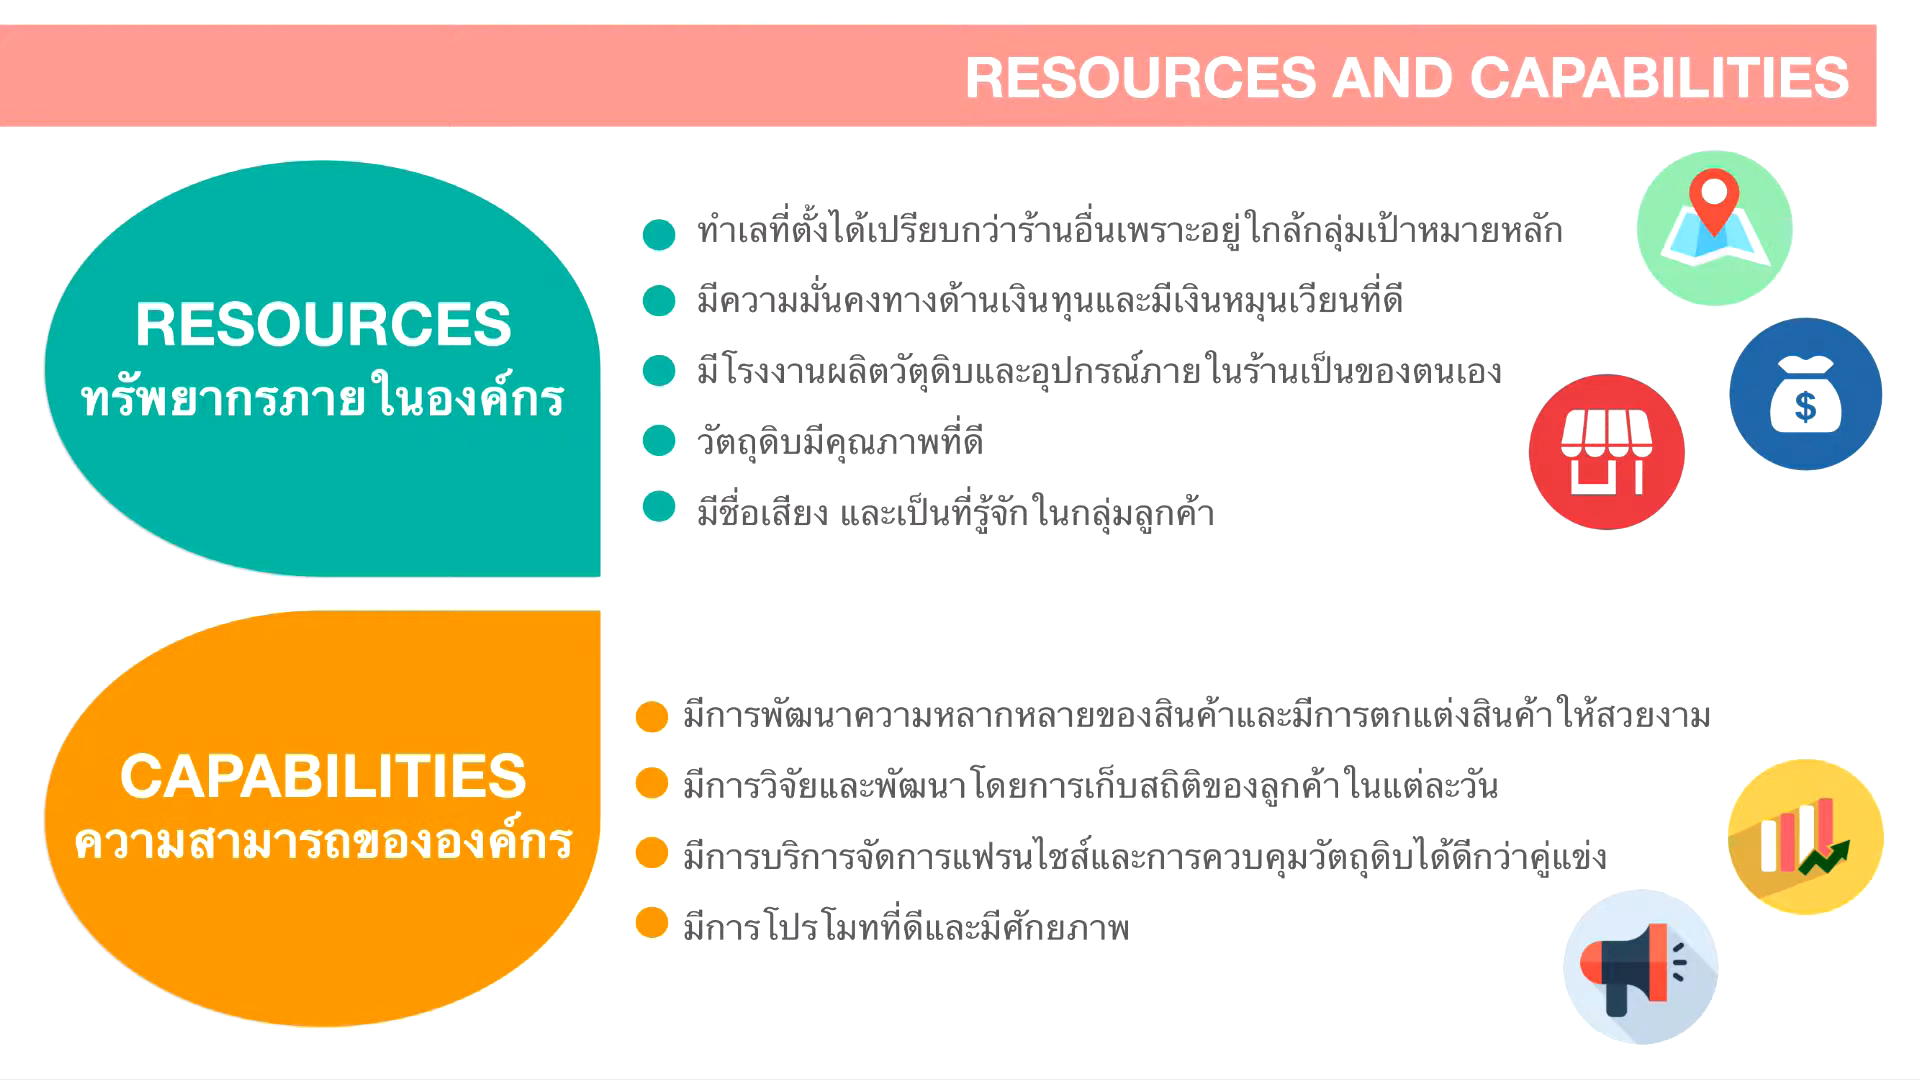 RESOURCES AND CAPABILITIES
RESOURCES
ทรัพยากรภายในองค์กร
ทำเลที่ตั้งได้เปรียบกว่าร้านอื่นเพราะอยู่ใกล้กลุ่มเป้าหมายหลัก
มีความมั่นคงทางด้านเงินทุนและมีเงินหมุนเวียนที่ดี
มีโรงงานผลิตวัตุดิบและอุปกรณ์ภายในร้านเป็นของตนเอง
วัตถุดิบมีคุณภาพที่ดี
มีชื่อเสียง และเป็นที่รู้จักในกลุ่มลูกค้า
$
CAPABILITIES
ความสามารถขององค์กร
มีการพัฒนาความหลากหลายของสินค้าและมีการตกแต่งสินค้าให้สวยงาม
มีการวิจัยและพัฒนาโดยการเก็บสถิติของลูกค้าในแต่ละวัน
มีการบริการจัดการแฟรนไชส์และการควบคุมวัตถุดิบได้ดีกว่าคู่แข่ง
มีการโปรโมทที่ดีและมีศักยภาพ